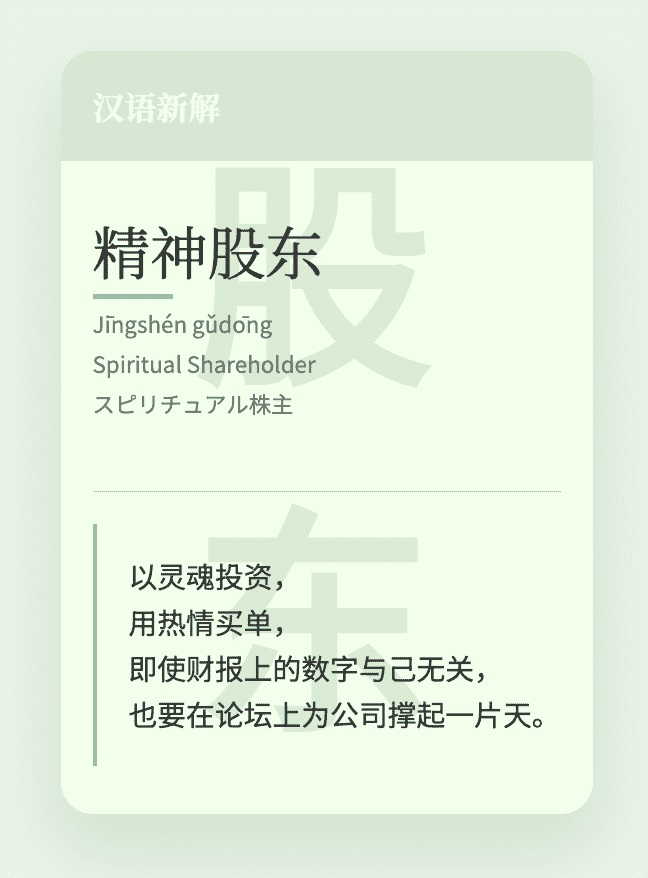 汉语新解
精神股东
Jīngshén gǔdōng
Spiritual Shareholder
スピリチュアル株主
股
东
以灵魂投资，
用热情买单，
即使财报上的数字与己无关，
也要在论坛上为公司撑起一片天。